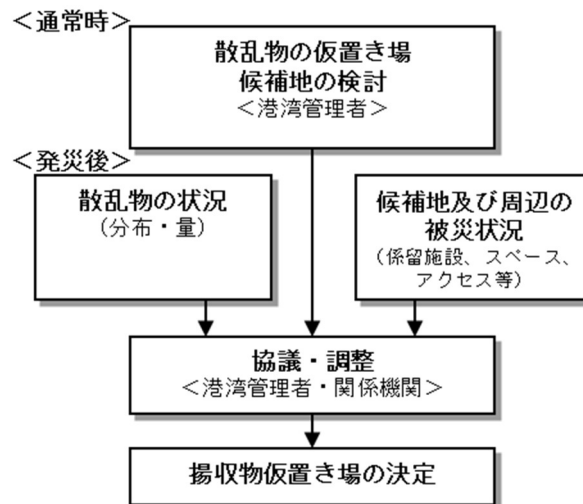 ＜通常時＞
散乱物の仮置き場
候補地の検討
＜港湾管理者＞
＜発災後＞
散乱物の状況
（分布・量）
候補地及び周辺の
被災状況
（係留施設、スペース、
アクセス等）
協議・調整
＜港湾管理者・関係機関＞
揚収物仮置き場の決定